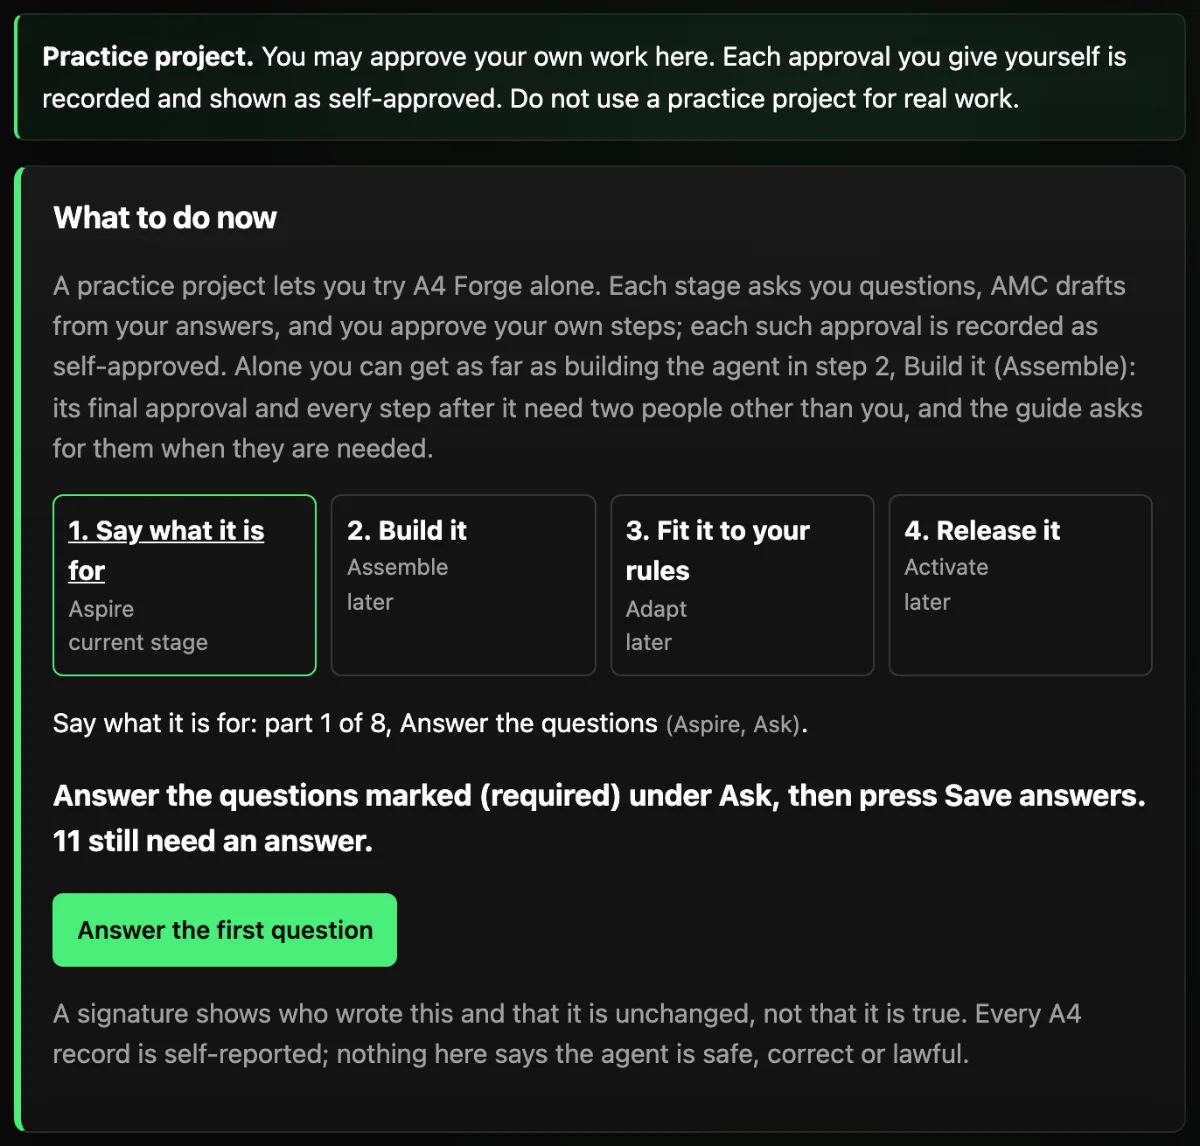 Practice project. You may approve your own work here. Each approval you give yourself is
recorded and shown as self-approved. Do not use a practice project for real work.
What to do now
A practice project lets you try A4 Forge alone. Each stage asks you questions, AMC drafts
from your answers, and you approve your own steps; each such approval is recorded as
self-approved. Alone you can get as far as building the agent in step 2, Build it (Assemble):
its final approval and every step after it need two people other than you, and the guide asks
for them when they are needed.
1. Say what it is
for
Aspire
current stage
2. Build it
Assemble
later
3. Fit it to your
rules
Adapt
later
4. Release it
Activate
later
Say what it is for: part 1 of 8, Answer the questions (Aspire, Ask).
Answer the questions marked (required) under Ask, then press Save answers.
11 still need an answer.
Answer the first question
A signature shows who wrote this and that it is unchanged, not that it is true. Every A4
record is self-reported; nothing here says the agent is safe, correct or lawful.